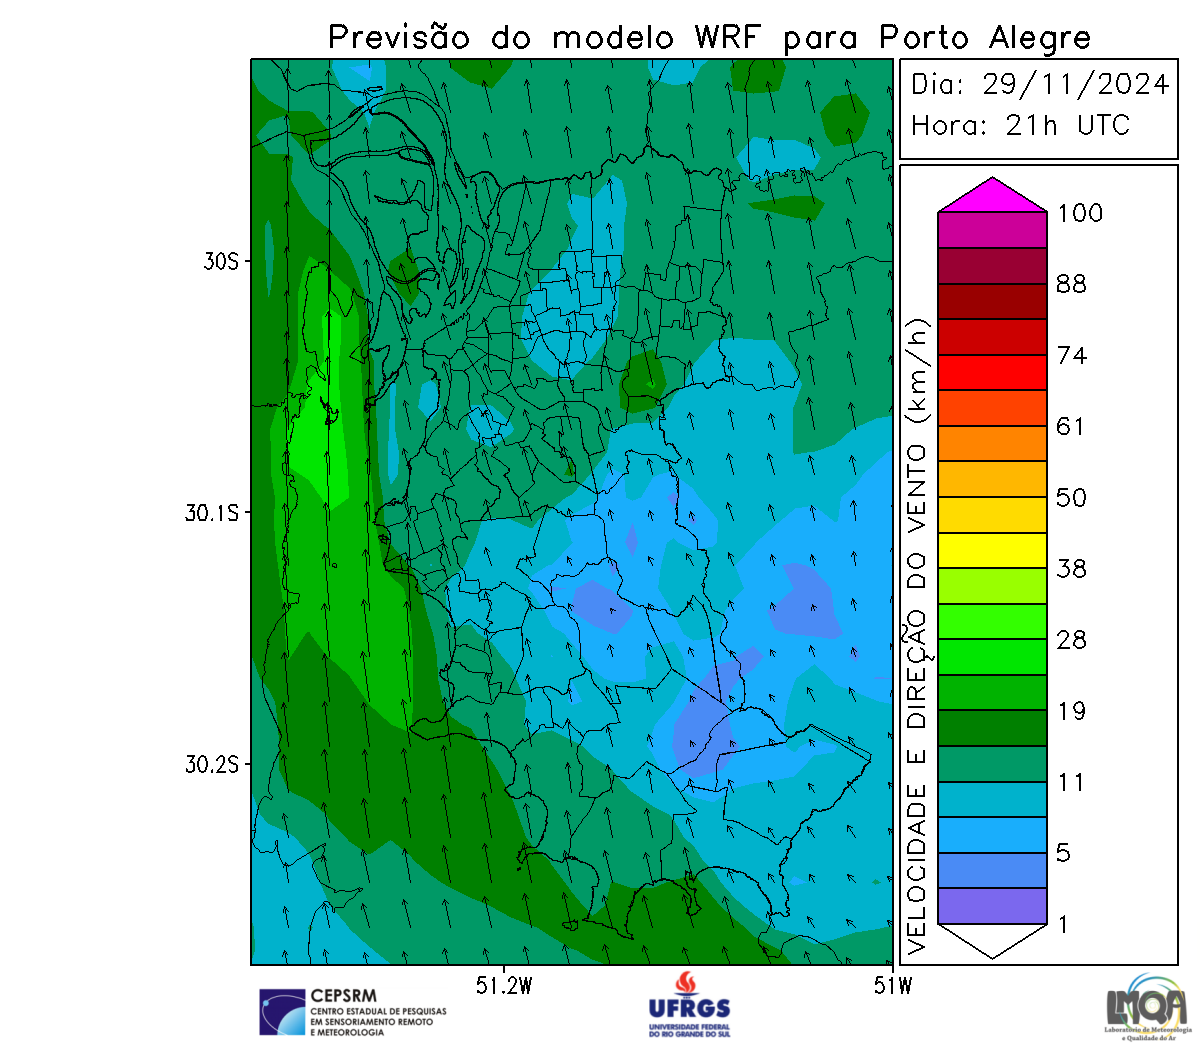 Previsão do modelo WRF para Porto Alegre
Dia: 29/11/2024
Hora: 21h UTC
30S
30.1S
30.2S
51.2W
51W
VELOCIDADE E DIREÇÃO DO VENTO (km/h)
100
88
74
61
50
38
28
19
11
5
1
CEPSRM
CENTRO ESTADUAL DE PESQUISAS
EM SENSORIAMENTO REMOTO
E METEOROLOGIA
UFRGS
UNIVERSIDADE FEDERAL
DO RIO GRANDE DO SUL
LMQA
Laboratório de Meteorologia
e Qualidade do Ar